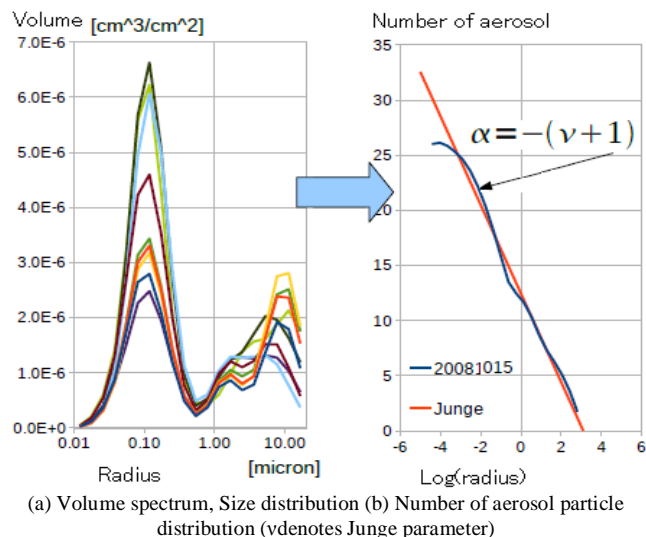 Volume
[cm^3/cm^2]
7.0E-6
6.0E-6
5.0E-6
4.0E-6
3.0E-6
2.0E-6
1.0E-6
0.0E+0
0.01
0.10
1.00
10.00
Radius
[micron]
Number of aerosol
35
30
25
20
15
10
5
0
-6
-4
-2
0
2
4
6
α=−(ν+1)
20081015
Junge
Log(radius)
(a) Volume spectrum, Size distribution (b) Number of aerosol particle
distribution (νdenotes Junge parameter)